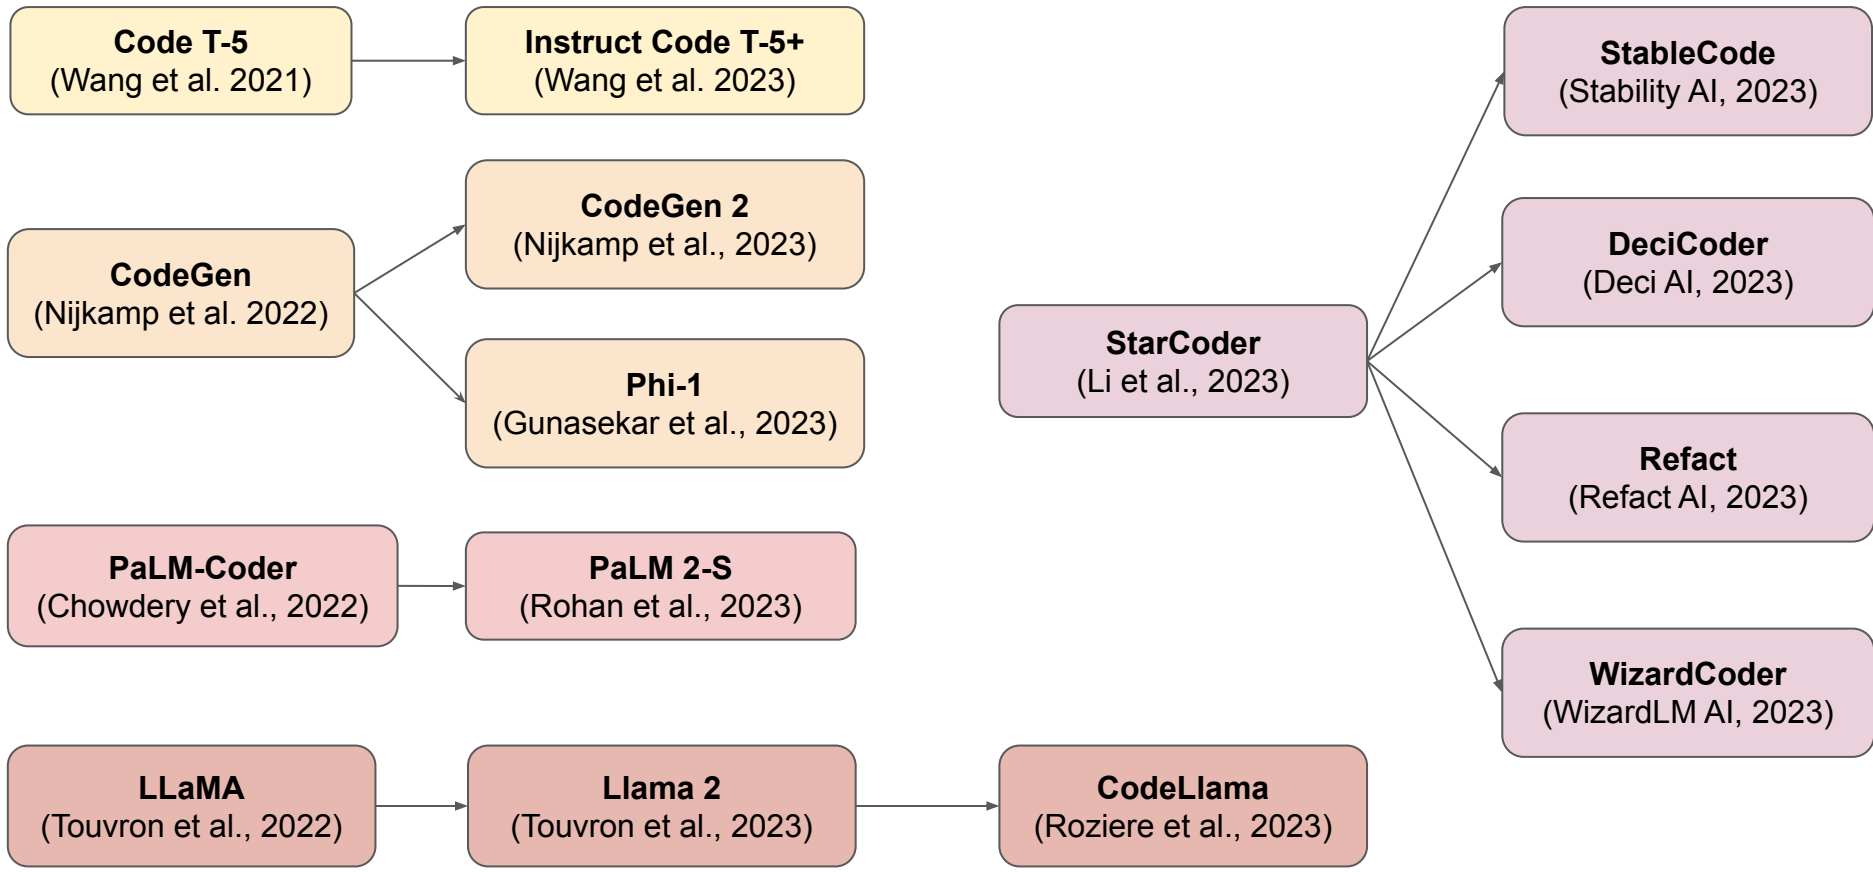 Code T-5
(Wang et al. 2021)
Instruct Code T-5+
(Wang et al. 2023)
CodeGen
(Nijkamp et al. 2022)
CodeGen 2
(Nijkamp et al., 2023)
Phi-1
(Gunasekar et al., 2023)
PaLM-Coder
(Chowdery et al., 2022)
PaLM 2-S
(Rohan et al., 2023)
LLaMA
(Touvron et al., 2022)
Llama 2
(Touvron et al., 2023)
CodeLlama
(Roziere et al., 2023)
StarCoder
(Li et al., 2023)
StableCode
(Stability AI, 2023)
DeciCoder
(Deci AI, 2023)
Refact
(Refact AI, 2023)
WizardCoder
(WizardLM AI, 2023)